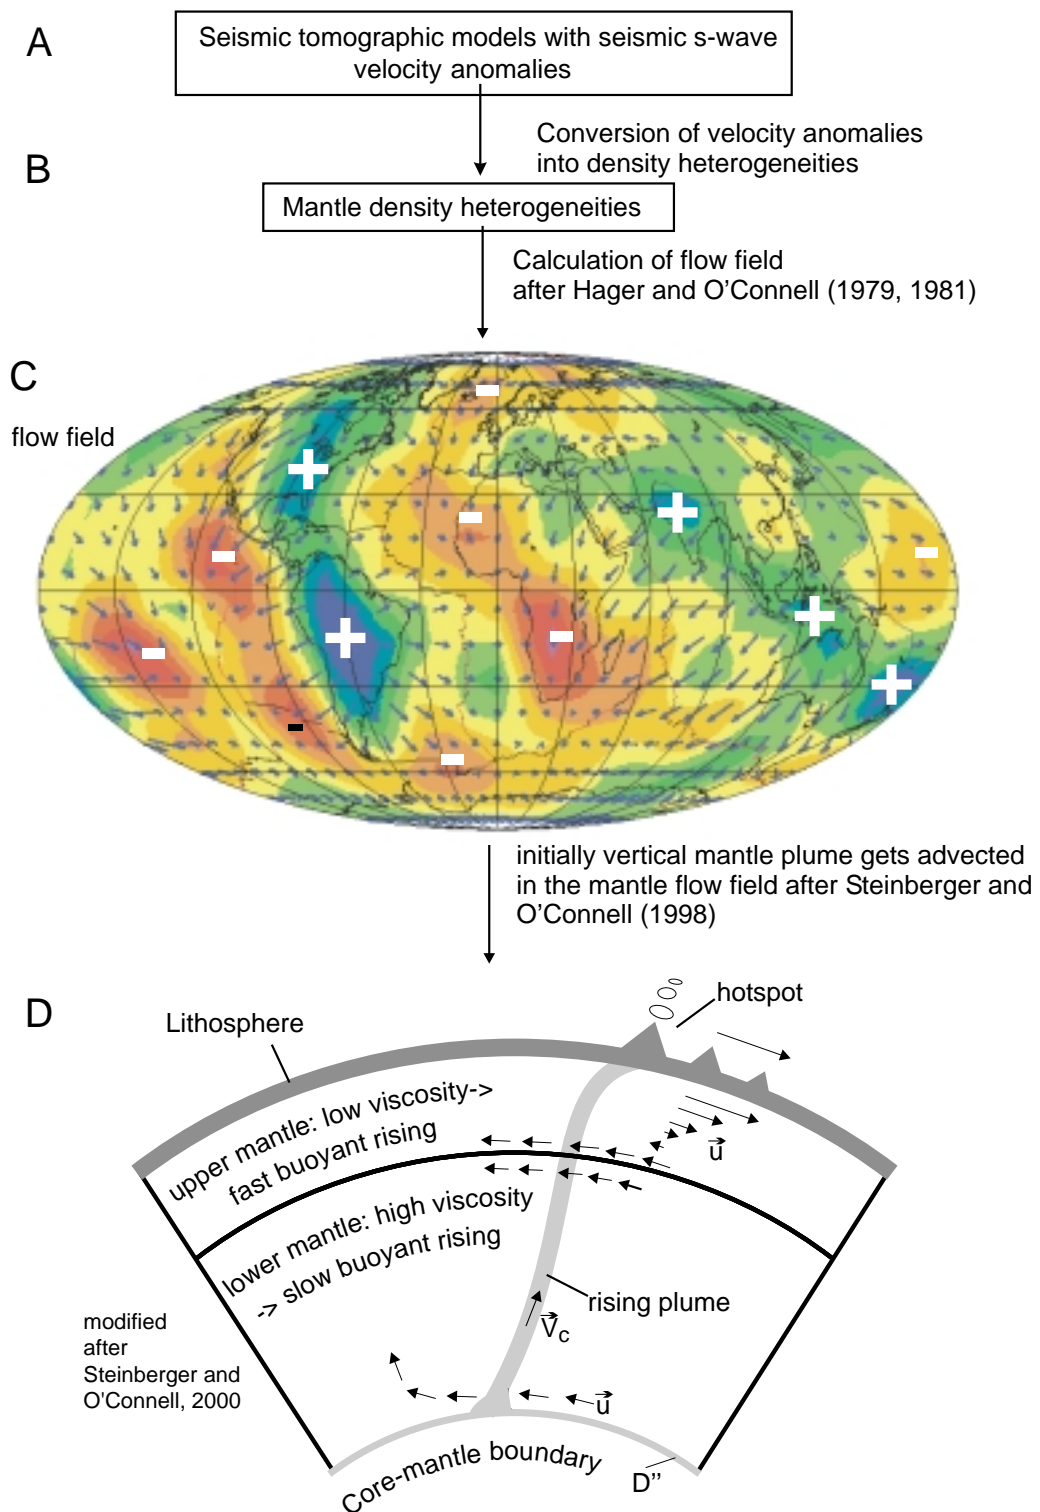 A
Seismic tomographic models with seismic s-wave
velocity anomalies
Conversion of velocity anomalies
into density heterogeneities
B
Mantle density heterogeneities
Calculation of flow field
after Hager and O'Connell (1979, 1981)
C
flow field
+
+
+
+
+
-
-
-
-
-
-
-
-
initially vertical mantle plume gets advected
in the mantle flow field after Steinberger and
O'Connell (1998)
D
hotspot
Lithosphere
upper mantle: low viscosity->
fast buoyant rising
u
lower mantle: high viscosity
-> slow buoyant rising
rising plume
Vc
modified
after
Steinberger and
O'Connell, 2000
u
Core-mantle boundary
D''